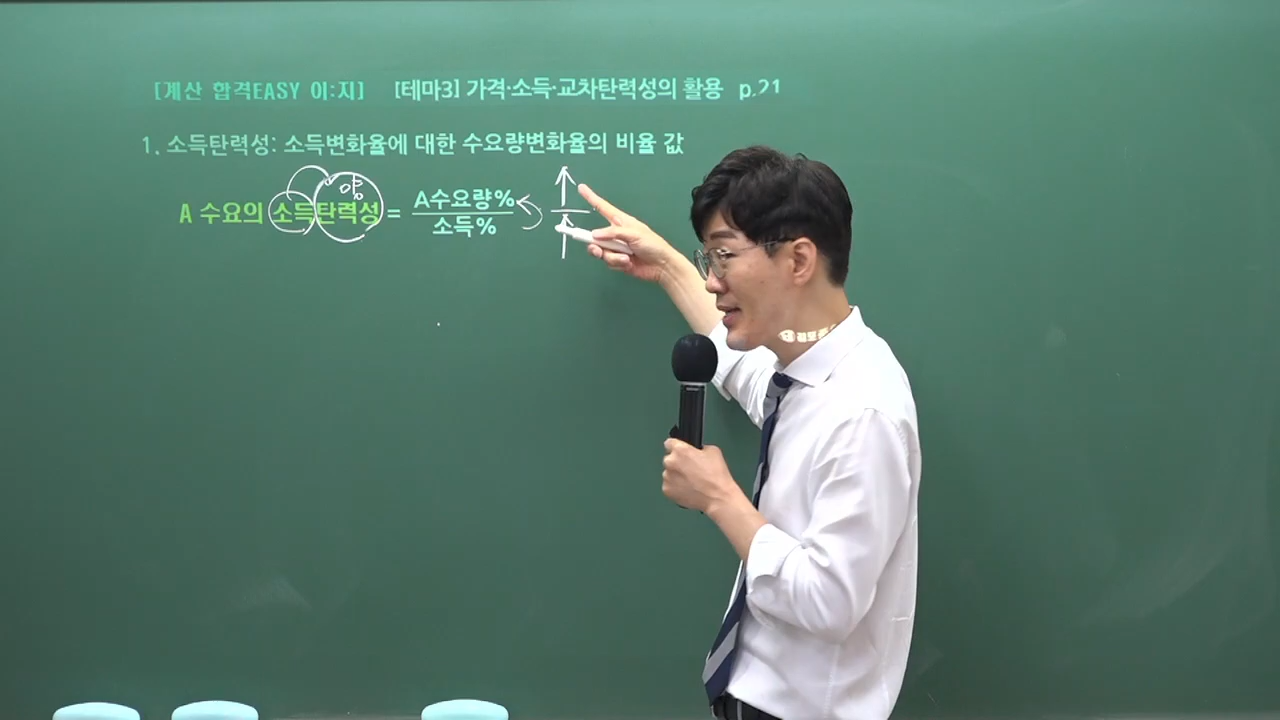 [계산 합격EASY 이:지] [테마3] 가격·소득·교차탄력성의 활용 p.21
1. 소득탄력성: 소득변화율에 대한 수요량변화율의 비율 값
양
A 수요의 소득탄력성 = A수요량% / 소득% ↑ / ↑